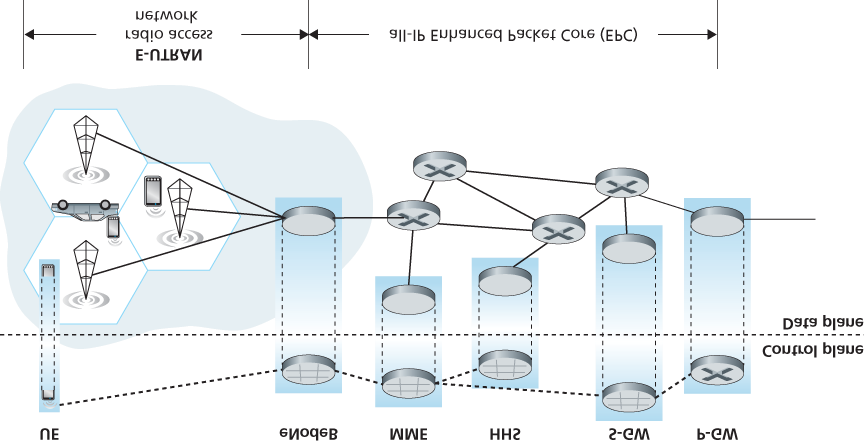 UE
eNodeB
MME
HHS
S-GW
P-GW
Control plane
Data plane
E-UTRAN
radio access
network
all-IP Enhanced Packet Core (EPC)